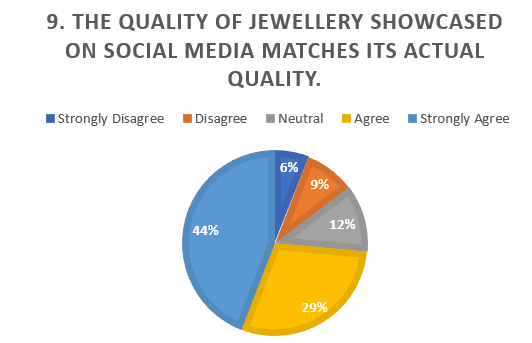 9. THE QUALITY OF JEWELLERY SHOWCASED
ON SOCIAL MEDIA MATCHES ITS ACTUAL
QUALITY.
Strongly Disagree Disagree Neutral Agree Strongly Agree
6%
9%
12%
29%
44%